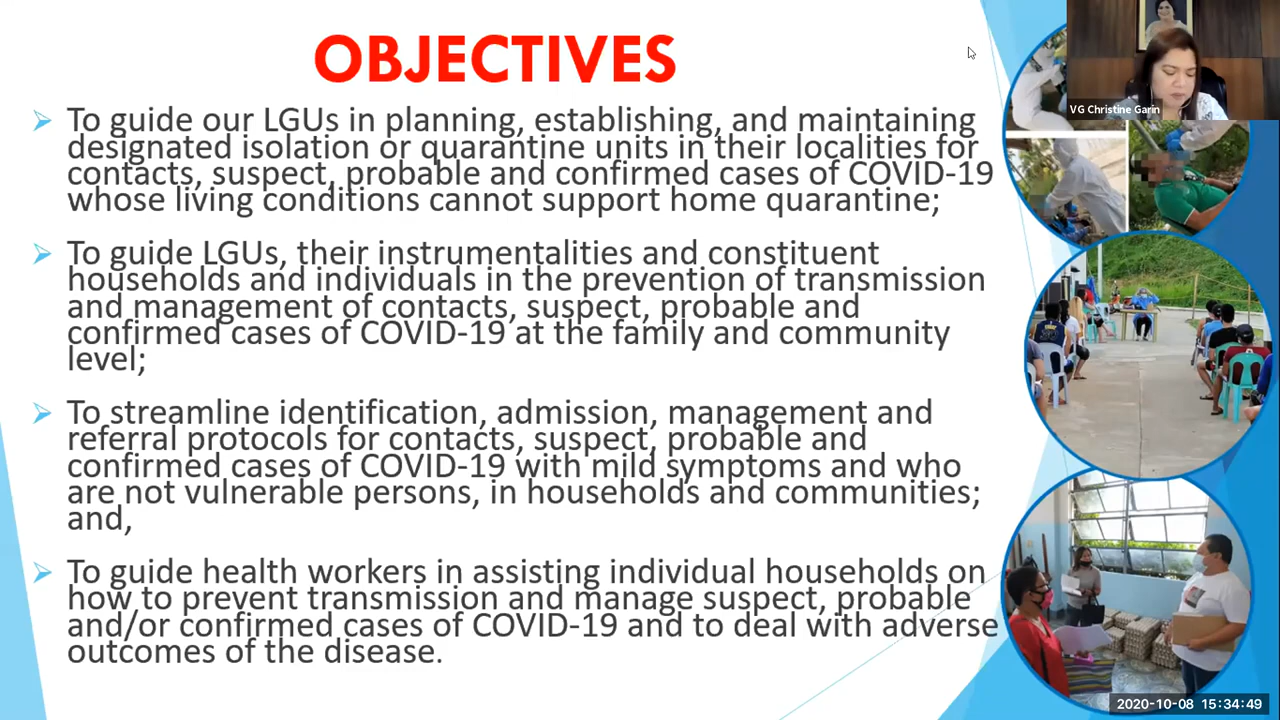 OBJECTIVES
VG Christine Garin
To guide our LGUs in planning, establishing, and maintaining
designated isolation or quarantine units in their localities for
contacts, suspect, probable and confirmed cases of COVID-19
whose living conditions cannot support home quarantine;
To guide LGUs, their instrumentalities and constituent
households and individuals in the prevention of transmission
and management of contacts, suspect, probable and
confirmed cases of COVID-19 at the family and community
level;
To streamline identification, admission, management and
referral protocols for contacts, suspect, probable and
confirmed cases of COVID-19 with mild symptoms and who
are not vulnerable persons, in households and communities;
and,
To guide health workers in assisting individual households on
how to prevent transmission and manage suspect, probable
and/or confirmed cases of COVID-19 and to deal with adverse
outcomes of the disease.
2020-10-08 15:34:49